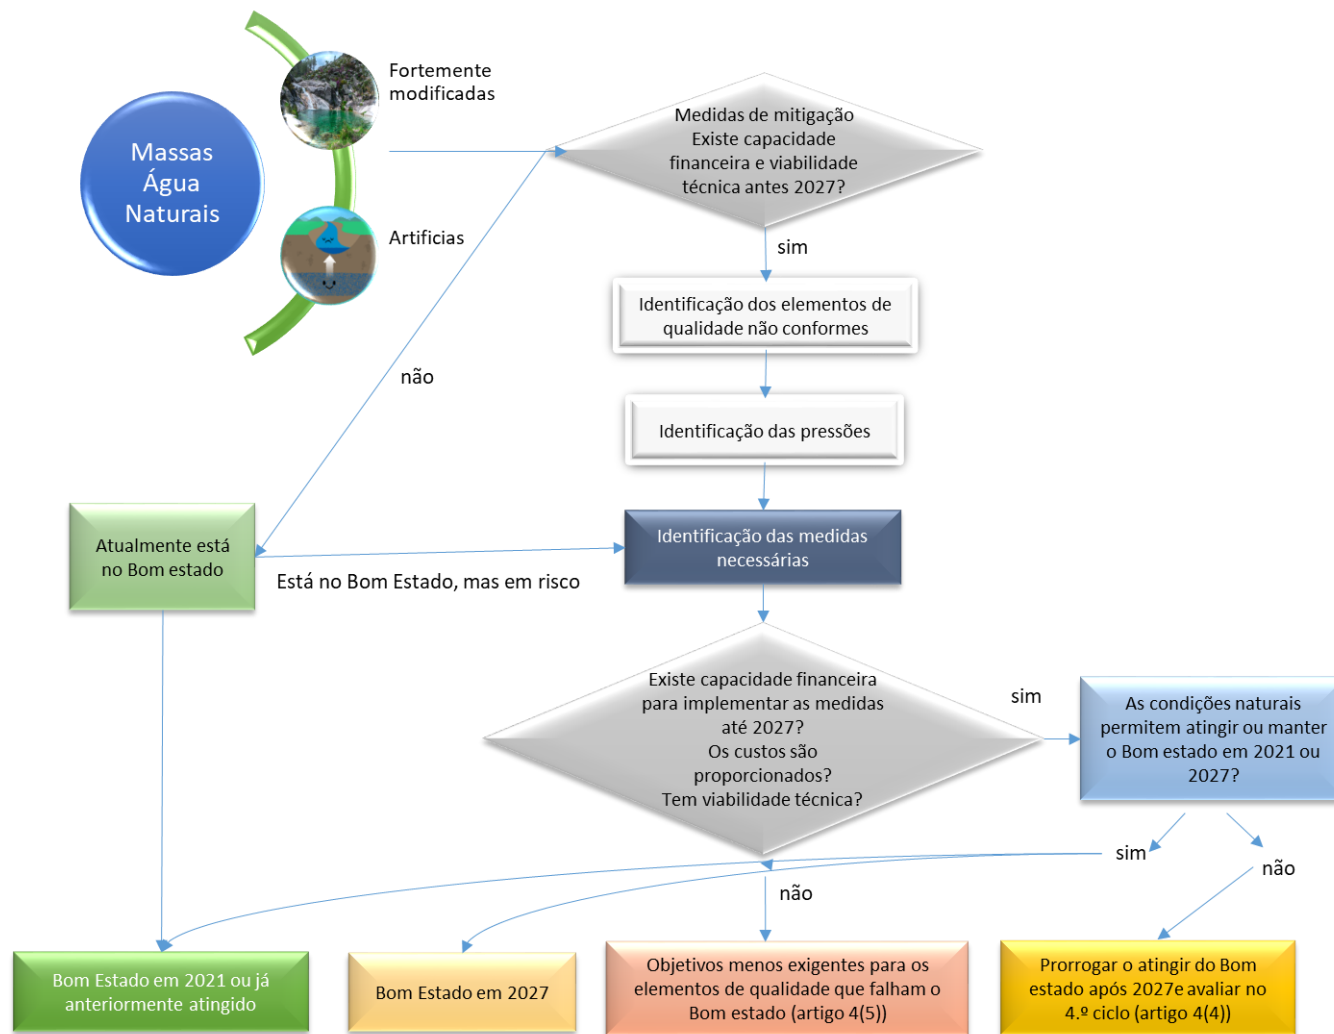 Fortemente
modificadas
Massas
Água
Naturais
Artificias
Medidas de mitigação
Existe capacidade
financeira e viabilidade
técnica antes 2027?
sim
Identificação dos elementos de
qualidade não conformes
não
Identificação das pressões
Atualmente está
no Bom estado
Está no Bom Estado, mas em risco
Identificação das medidas
necessárias
Existe capacidade financeira
para implementar as medidas
até 2027?
Os custos são
proporcionados?
Tem viabilidade técnica?
sim
As condições naturais
permitem atingir ou manter
o Bom estado em 2021 ou
2027?
sim
não
não
Bom Estado em 2021 ou já
anteriormente atingido
Bom Estado em 2027
Objetivos menos exigentes para os
elementos de qualidade que falham o
Bom estado (artigo 4(5))
Prorrogar o atingir do Bom
estado após 2027e avaliar no
4.º ciclo (artigo 4(4))